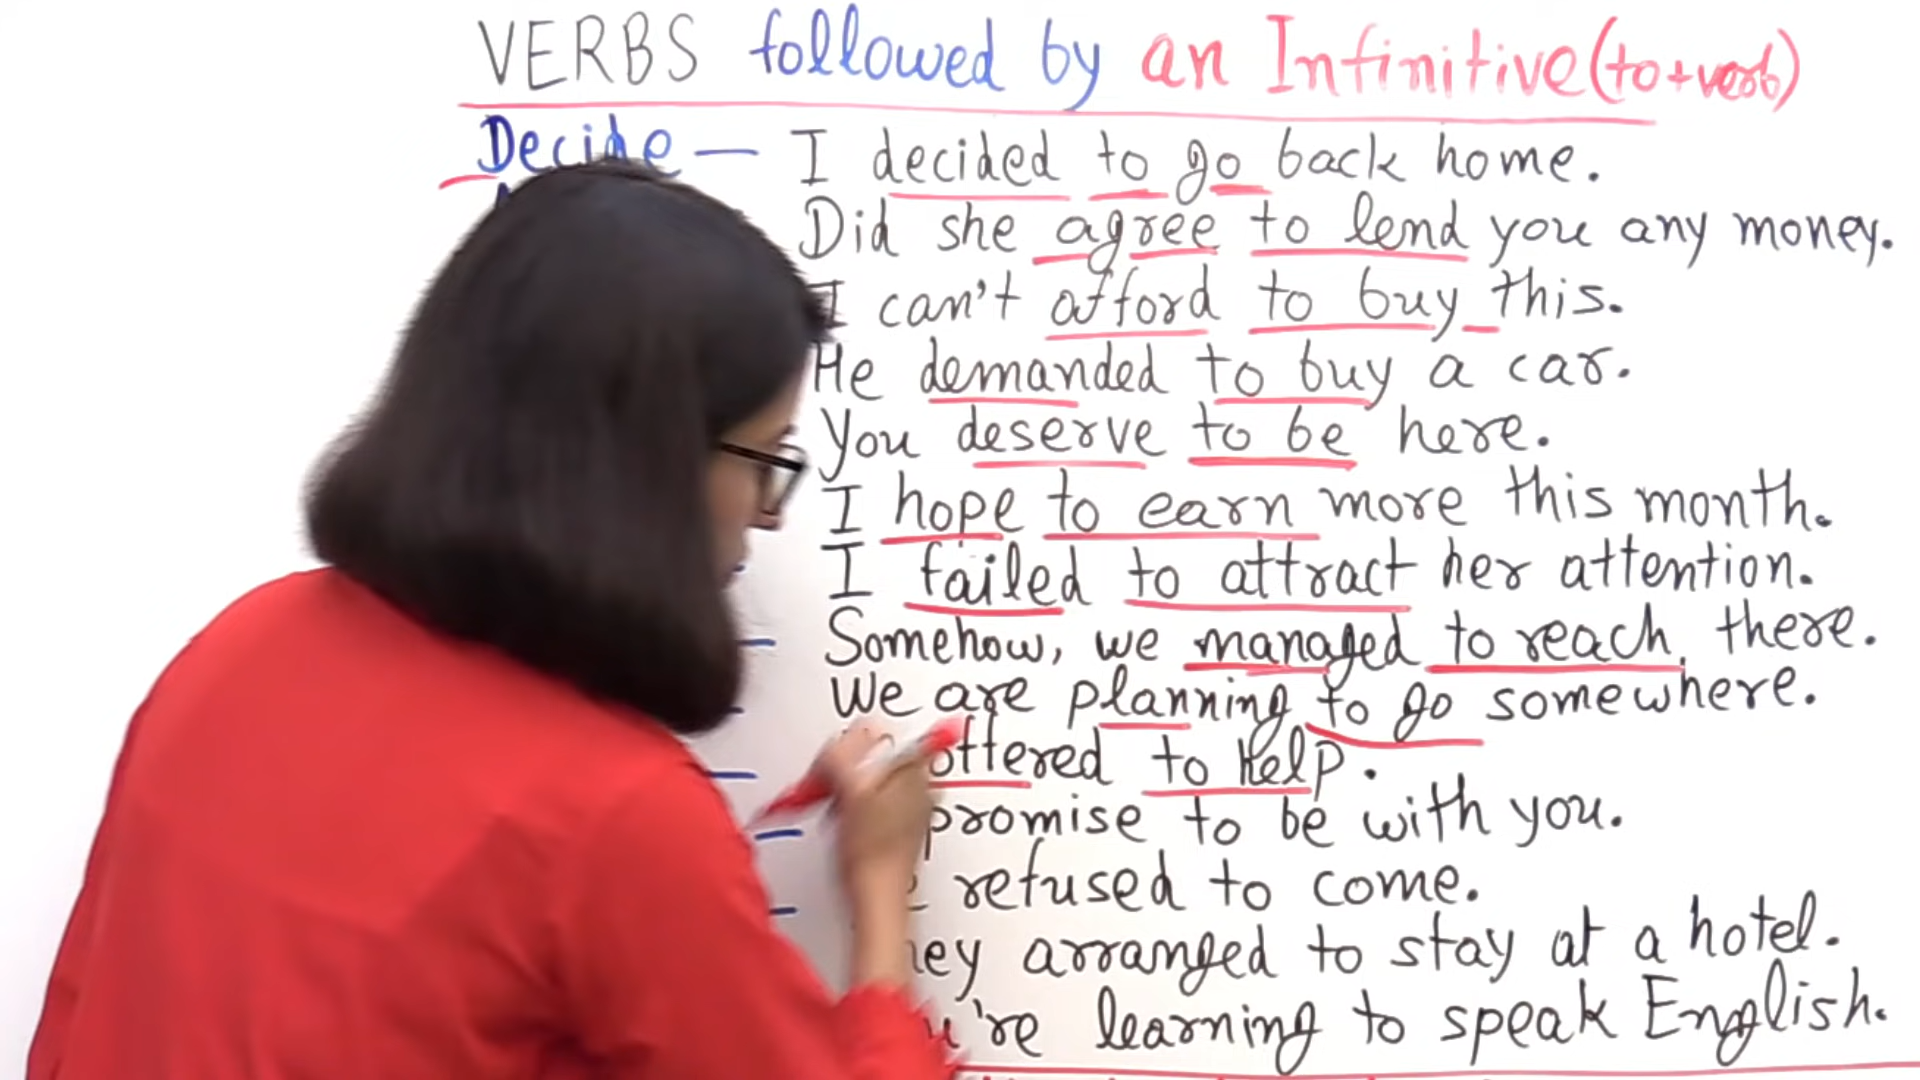 VERBS followed by an Infinitive (to+verb)
Decide — I decided to go back home.
Did she agree to lend you any money.
I can't afford to buy this.
He demanded to buy a car.
You deserve to be here.
I hope to earn more this month.
I failed to attract her attention.
Somehow, we managed to reach there.
We are planning to go somewhere.
offered to help.
promise to be with you.
refused to come.
arranged to stay at a hotel.
learning to speak English.